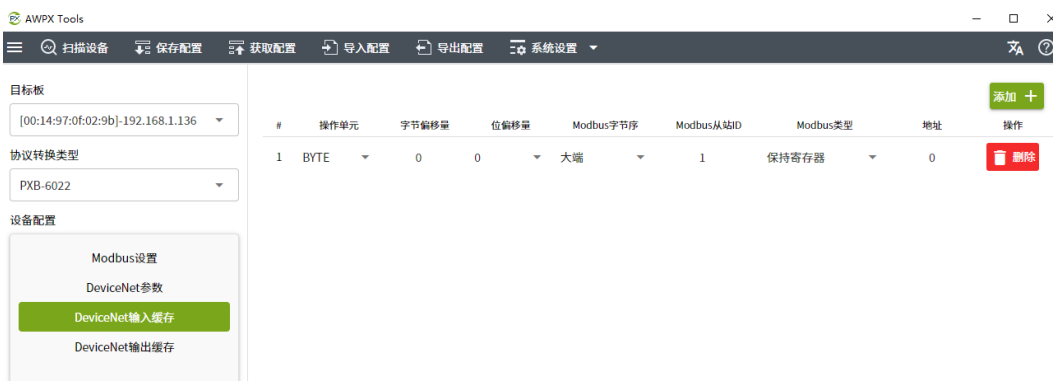 AWPX Tools
扫描设备 保存配置 获取配置 导入配置 导出配置 系统设置
目标板
[00:14:97:0f:02:9b]-192.168.1.136
协议转换类型
PXB-6022
设备配置
Modbus设置
DeviceNet参数
DeviceNet输入缓存
DeviceNet输出缓存
添加 +
# 操作单元 字节偏移量 位偏移量 Modbus字节序 Modbus从站ID Modbus类型 地址 操作
1 BYTE 0 0 大端 1 保持寄存器 0 删除